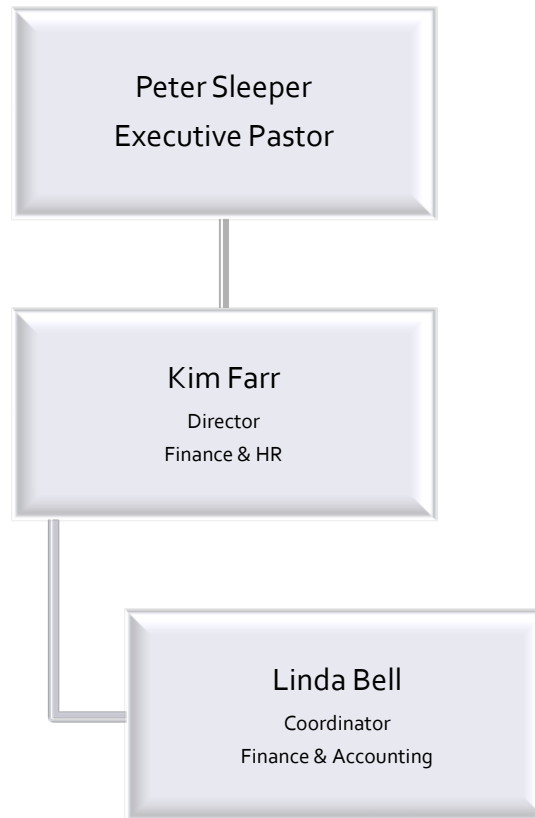 Peter Sleeper
Executive Pastor
Kim Farr
Director
Finance & HR
Linda Bell
Coordinator
Finance & Accounting